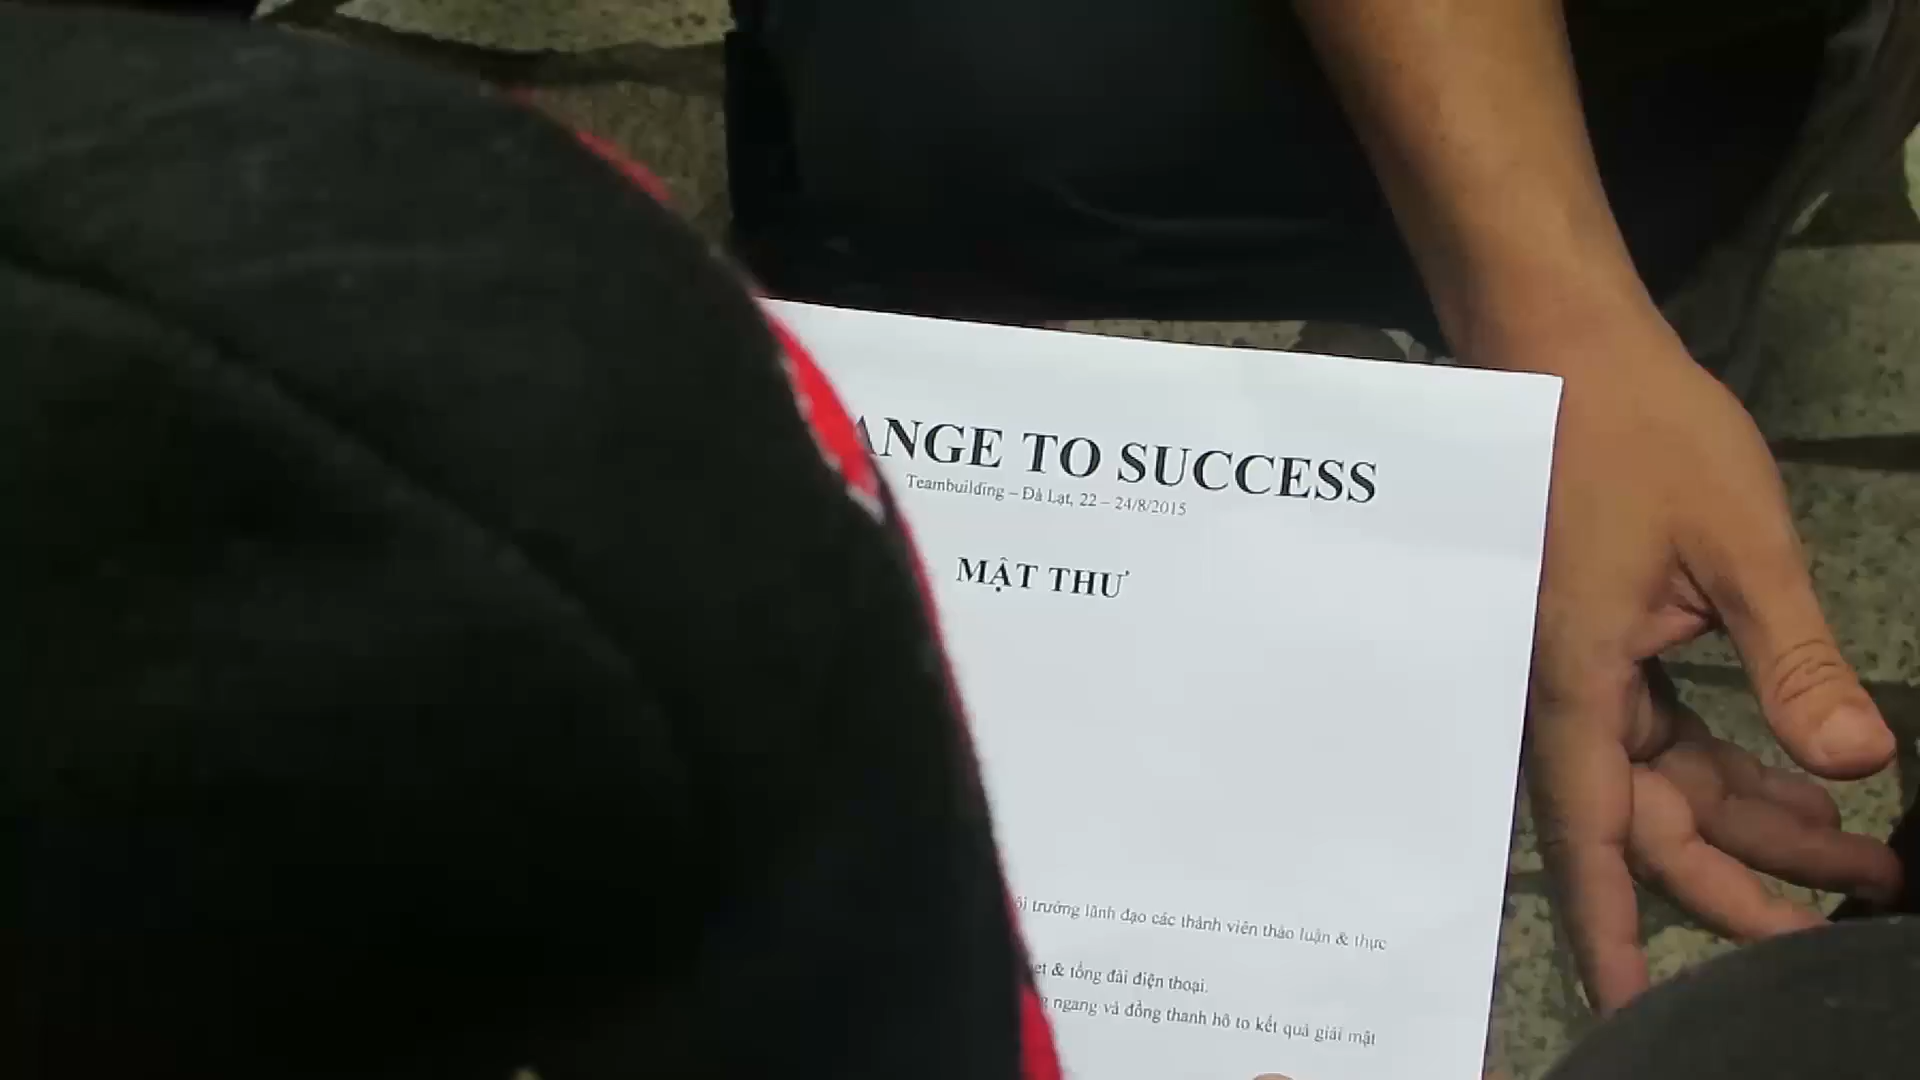 ANGE TO SUCCESS
Teambuilding – Đà Lạt, 22 – 24/8/2015
MẬT THƯ
ội trưởng lãnh đạo các thành viên thảo luận & thực
et & tổng đài điện thoại.
g ngang và đồng thanh hô to kết quả giải mật